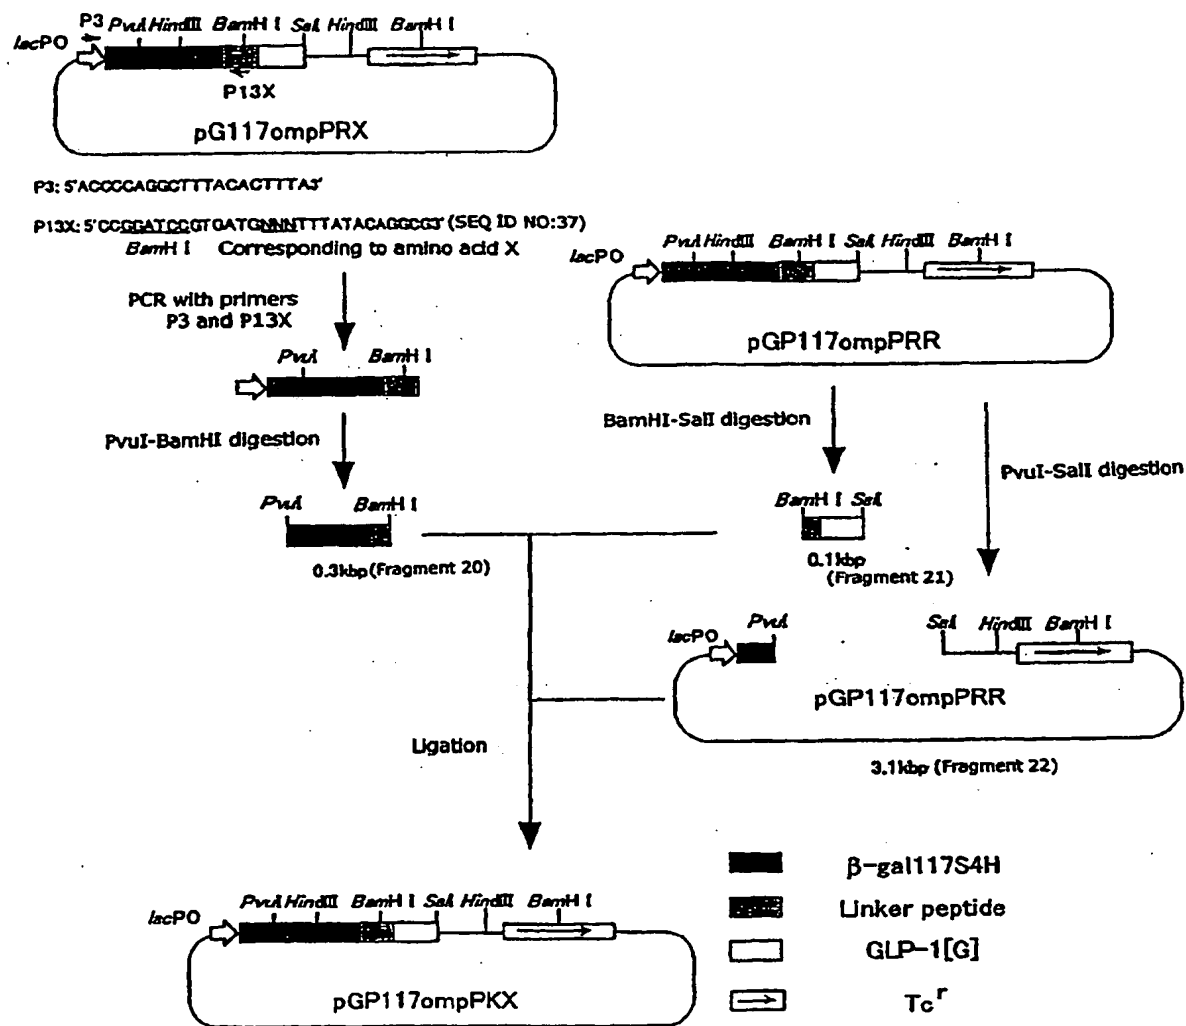 P3
PvuI HindIII BamH I SalI HindIII BamH I
lacPO
P13X
pG117ompPRX
P3: 5'ACCCCAGGCTTTACACTTTA3'
P13X: 5'CCGGATCCGTGATGNNNTTTATACAGGCG3' (SEQ ID NO:37)
BamH I Corresponding to amino acid X
PvuI HindIII BamH I SalI HindIII BamH I
lacPO
pGP117ompPRR
PCR with primers
P3 and P13X
PvuI BamH I
PvuI-BamHI digestion
BamHI-SalI digestion
PvuI-SalI digestion
PvuI BamH I
0.3kbp (Fragment 20)
BamH I SalI
0.1kbp
(Fragment 21)
PvuI SalI HindIII BamH I
lacPO
pGP117ompPRR
3.1kbp (Fragment 22)
Ligation
PvuI HindIII BamH I SalI HindIII BamH I
lacPO
pGP117ompPKX
β-gal117S4H
Linker peptide
GLP-1[G]
Tcʳ